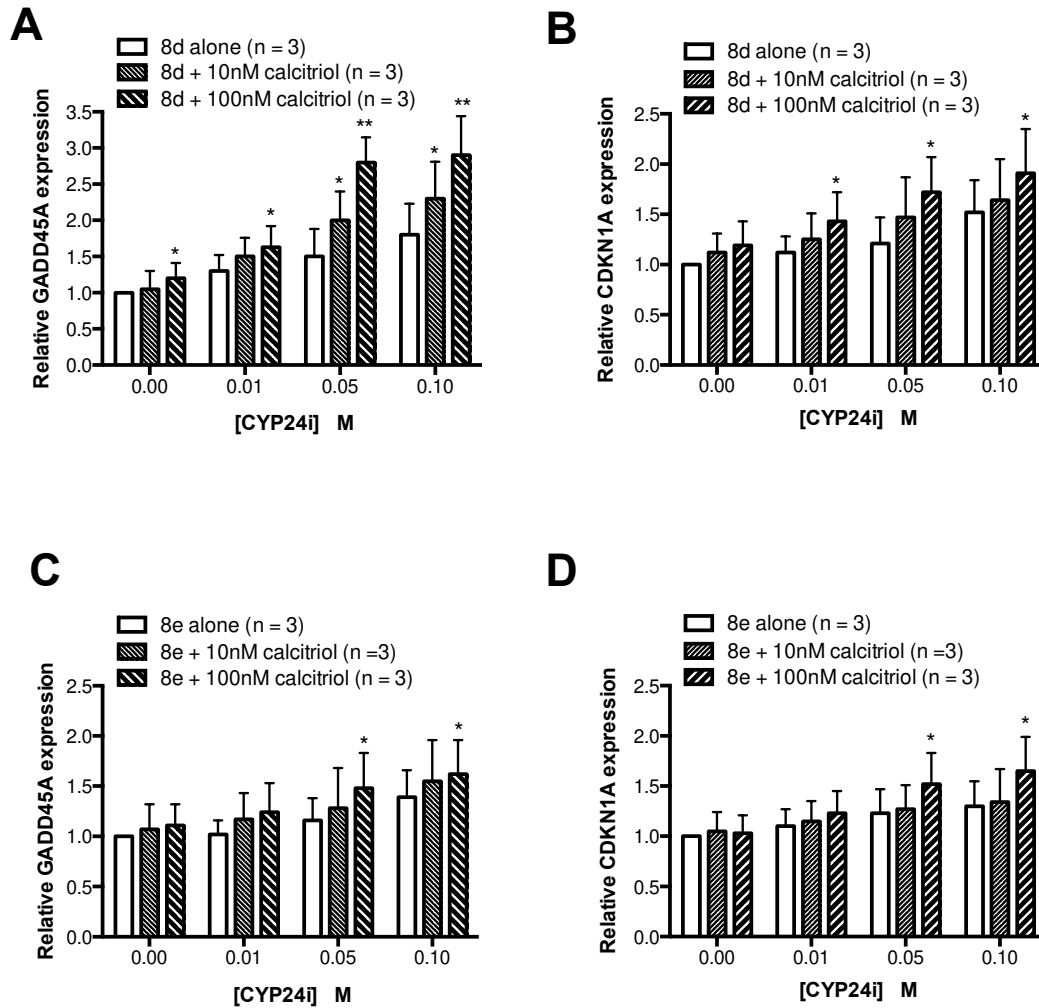 A
8d alone (n = 3)
8d + 10nM calcitriol (n = 3)
8d + 100nM calcitriol (n = 3)
Relative GADD45A expression
3.5
3.0
2.5
2.0
1.5
1.0
0.5
0.0
*
*
**
*
**
0.00 0.01 0.05 0.10
[CYP24i] M
B
8d alone (n = 3)
8d + 10nM calcitriol (n = 3)
8d + 100nM calcitriol (n = 3)
Relative CDKN1A expression
2.5
2.0
1.5
1.0
0.5
0.0
*
*
*
0.00 0.01 0.05 0.10
[CYP24i] M
C
8e alone (n = 3)
8e + 10nM calcitriol (n =3)
8e + 100nM calcitriol (n = 3)
Relative GADD45A expression
2.5
2.0
1.5
1.0
0.5
0.0
*
*
0.00 0.01 0.05 0.10
[CYP24i] M
D
8e alone (n = 3)
8e + 10nM calcitriol (n =3)
8e + 100nM calcitriol (n = 3)
Relative CDKN1A expression
2.5
2.0
1.5
1.0
0.5
0.0
*
*
0.00 0.01 0.05 0.10
[CYP24i] M